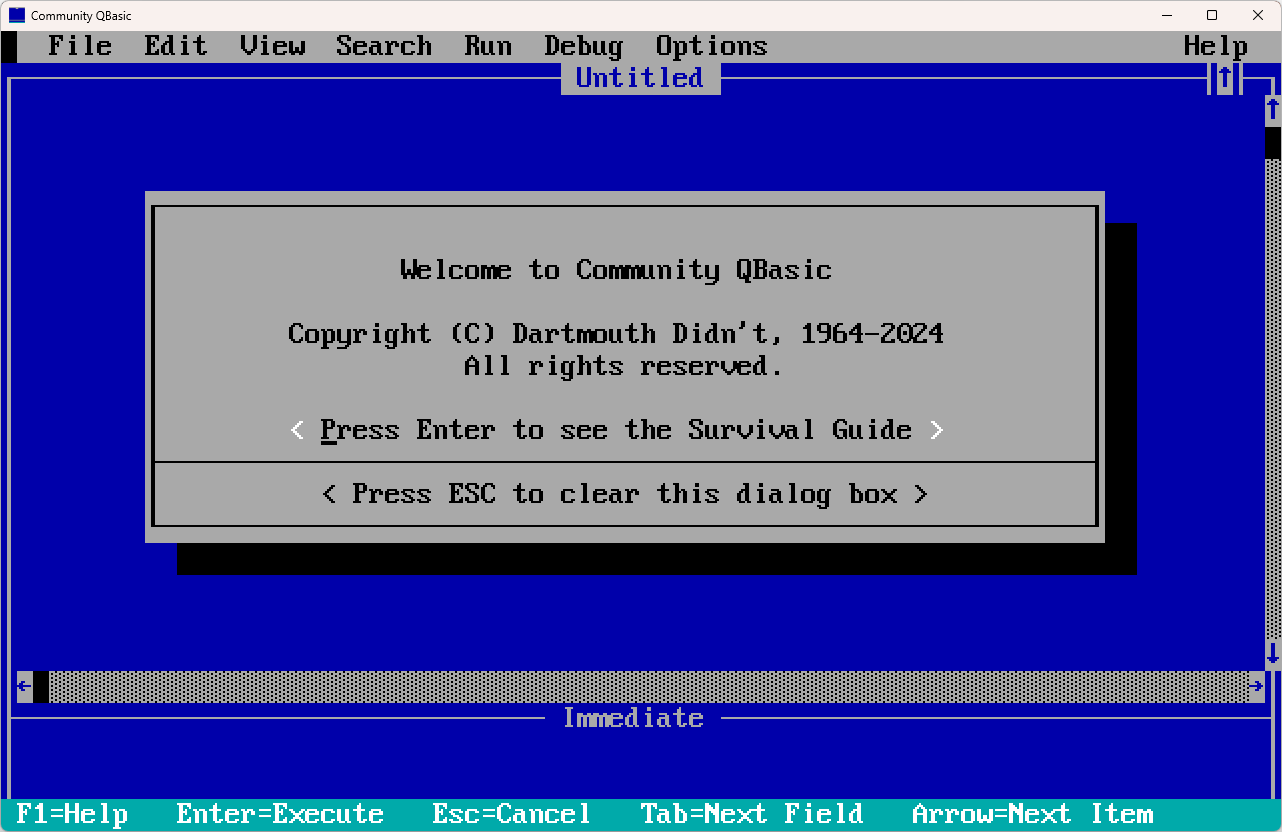 Community QBasic
File Edit View Search Run Debug Options Help
Untitled
Welcome to Community QBasic
Copyright (C) Dartmouth Didn't, 1964-2024
All rights reserved.
< Press Enter to see the Survival Guide >
< Press ESC to clear this dialog box >
Immediate
F1=Help Enter=Execute Esc=Cancel Tab=Next Field Arrow=Next Item